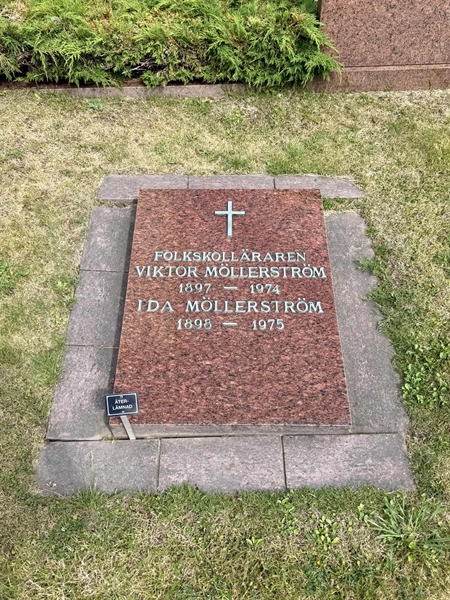 FOLKSKOLLÄRAREN
VIKTOR MÖLLERSTRÖM
1897 — 1974
IDA MÖLLERSTRÖM
1898 — 1975
ÅTER-
LÄMNAD